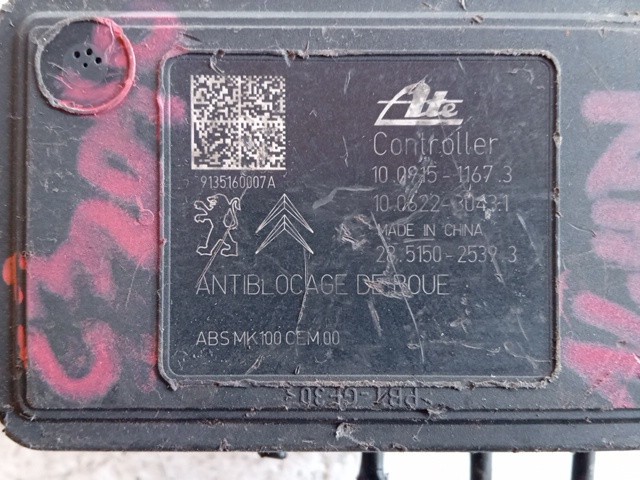 Ate
Controller
10.0915-1167.3
9135160007A
10.0622-3043.1
MADE IN CHINA
28.5150-2539.3
ANTIBLOCAGE DE ROUE
ABS MK100 CEM 00